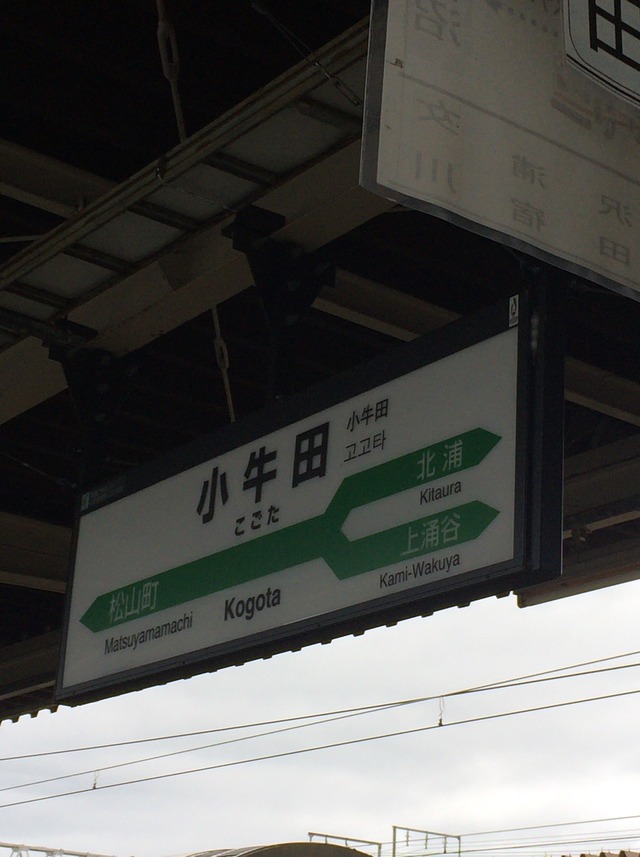 小牛田
小牛田
고고타
こごた
北浦
Kitaura
上涌谷
Kami-Wakuya
松山町
Matsuyamamachi
Kogota